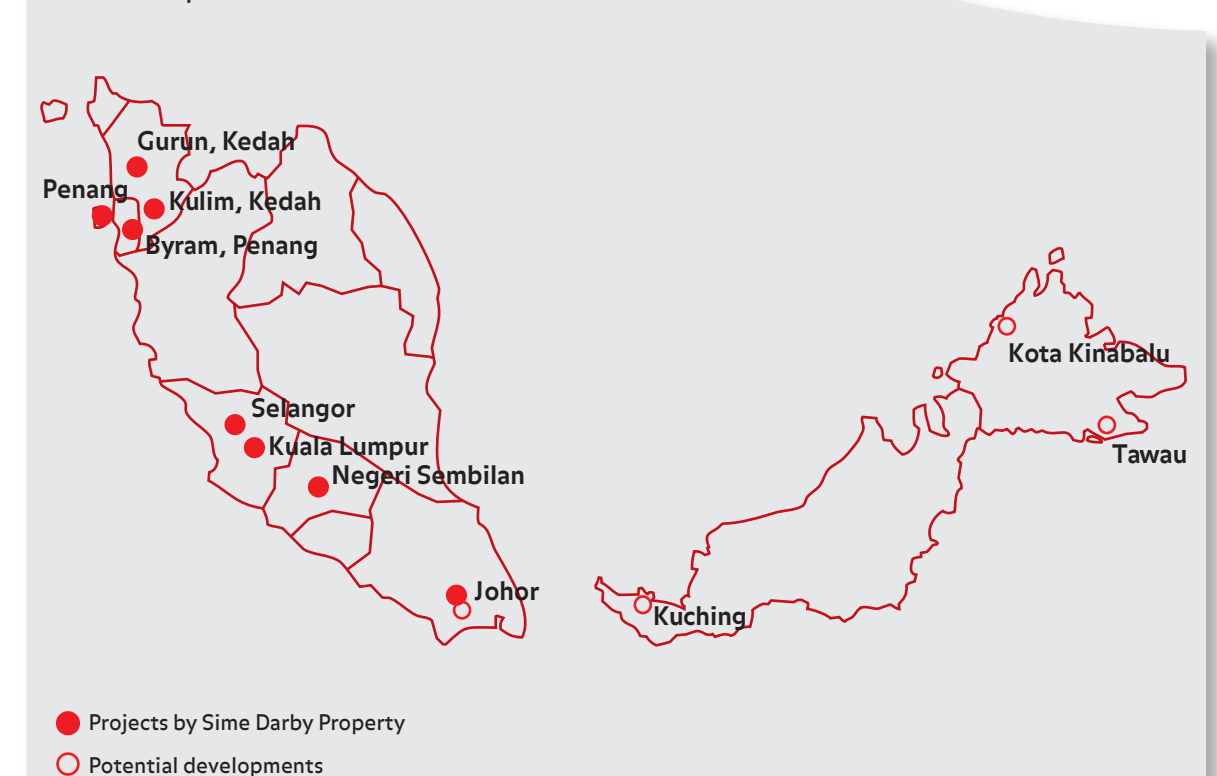 Gurun, Kedah
Penang
Kulim, Kedah
Byram, Penang
Kota Kinabalu
Selangor
Kuala Lumpur
Tawau
Negeri Sembilan
Johor
Kuching
Projects by Sime Darby Property
Potential developments